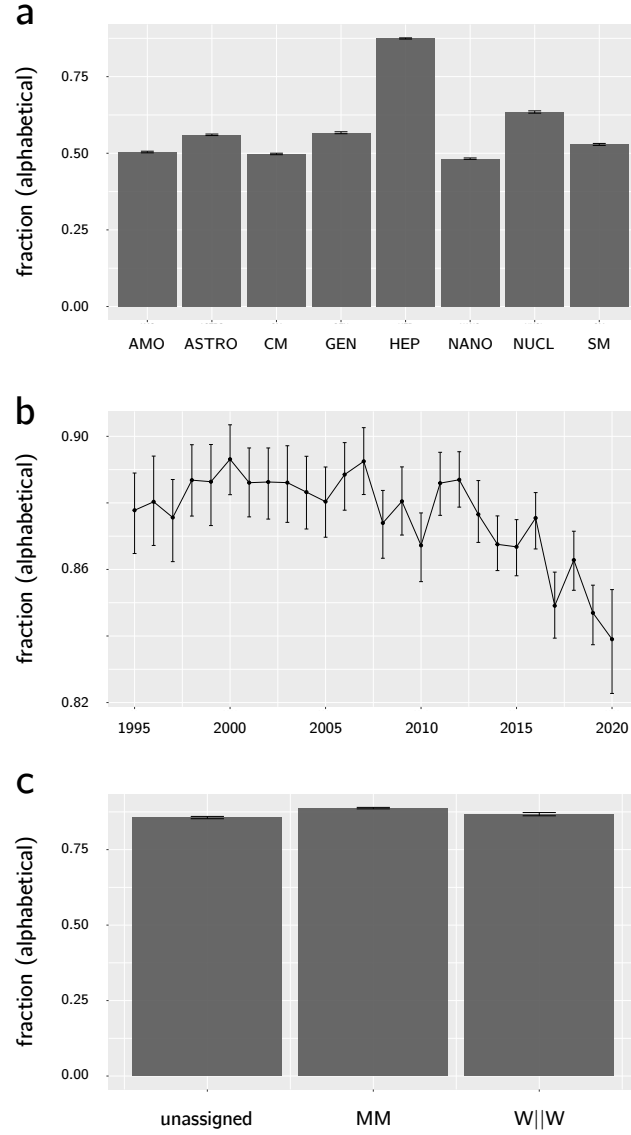 a
fraction (alphabetical)
0.75
0.50
0.25
0.00
AMO ASTRO CM GEN HEP NANO NUCL SM
b
fraction (alphabetical)
0.90
0.86
0.82
1995 2000 2005 2010 2015 2020
c
fraction (alphabetical)
0.75
0.50
0.25
0.00
unassigned MM W||W